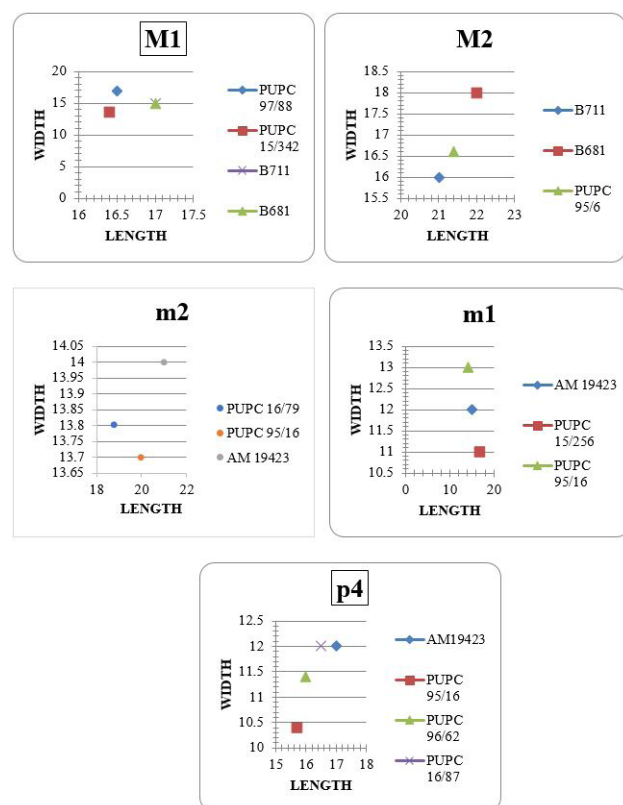 M1
20
15
10
5
0
16 16.5 17 17.5
WIDTH
LENGTH
PUPC
97/88
PUPC
15/342
B711
B681
M2
18.5
18
17.5
17
16.5
16
15.5
20 21 22 23
WIDTH
LENGTH
B711
B681
PUPC
95/6
m2
14.05
14
13.95
13.9
13.85
13.8
13.75
13.7
13.65
18 20 22
WIDTH
LENGTH
PUPC 16/79
PUPC 95/16
AM 19423
m1
13.5
13
12.5
12
11.5
11
10.5
0 10 20
WIDTH
LENGTH
AM 19423
PUPC
15/256
PUPC
95/16
p4
12.5
12
11.5
11
10.5
10
15 16 17 18
WIDTH
LENGTH
AM19423
PUPC
95/16
PUPC
96/62
PUPC
16/87